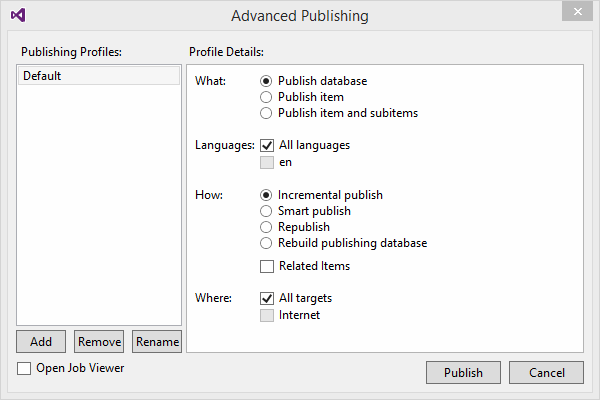 Advanced Publishing
Publishing Profiles:
Default
Add Remove Rename
Open Job Viewer
Profile Details:
What: Publish database
Publish item
Publish item and subitems
Languages: All languages
en
How: Incremental publish
Smart publish
Republish
Rebuild publishing database
Related Items
Where: All targets
Internet
Publish Cancel